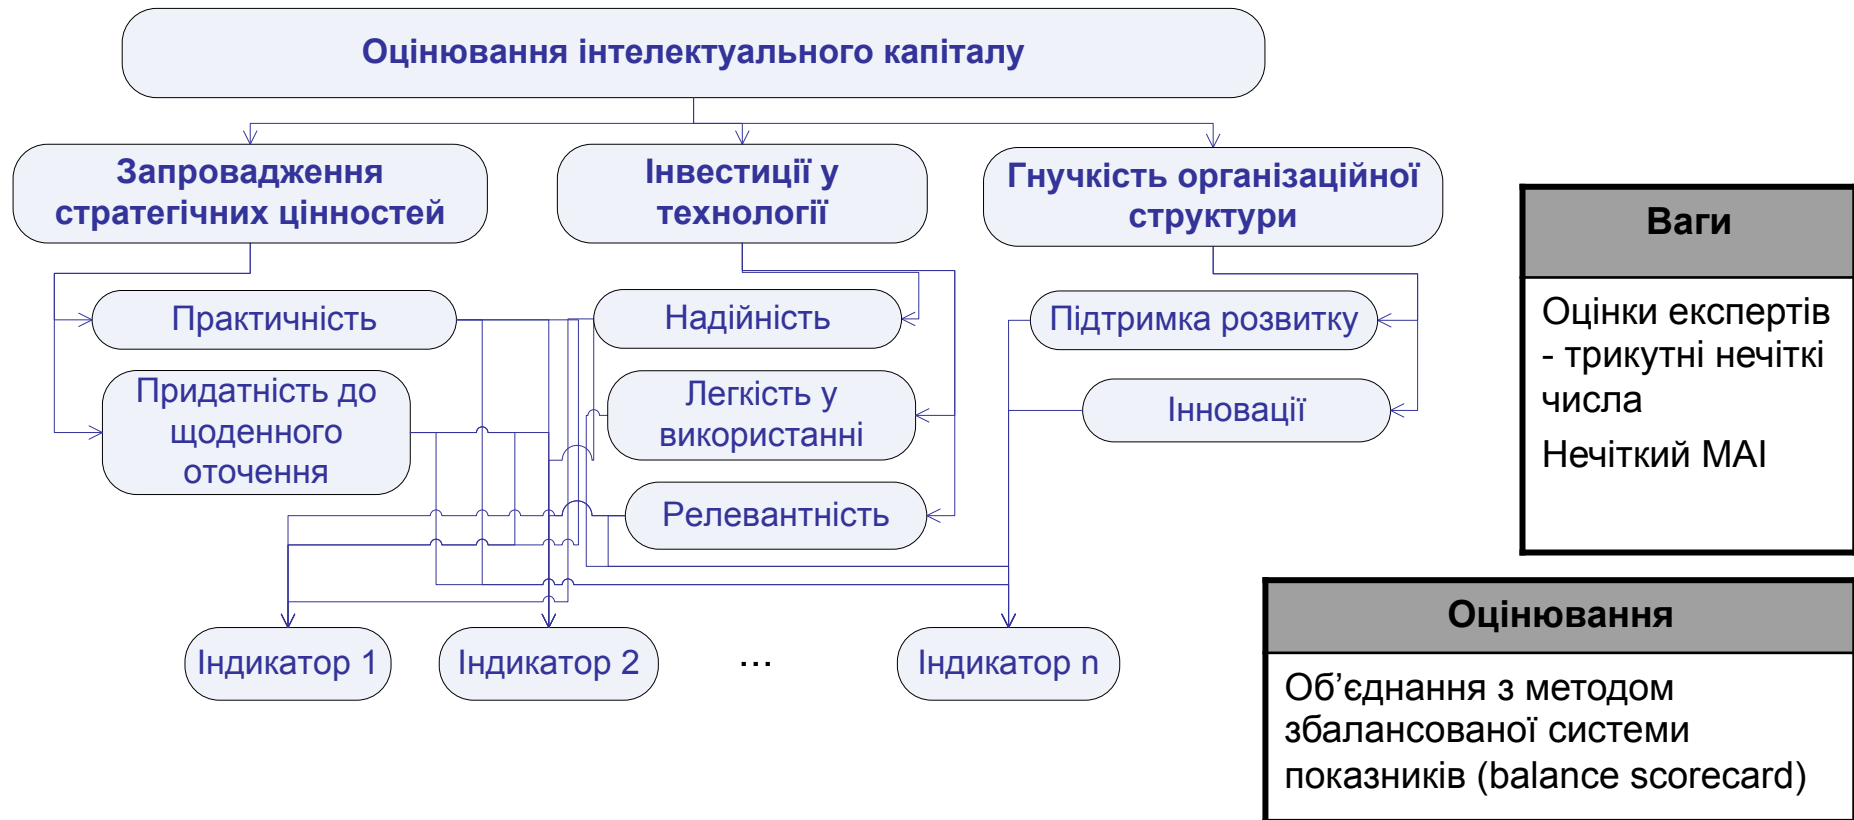 Оцінювання інтелектуального капіталу
Запровадження
стратегічних цінностей
Інвестиції у
технології
Гнучкість організаційної
структури
Практичність
Придатність до
щоденного
оточення
Надійність
Легкість у
використанні
Релевантність
Підтримка розвитку
Інновації
Індикатор 1
Індикатор 2
...
Індикатор n
Ваги
Оцінки експертів
- трикутні нечіткі
числа
Нечіткий МАІ
Оцінювання
Об’єднання з методом
збалансованої системи
показників (balance scorecard)